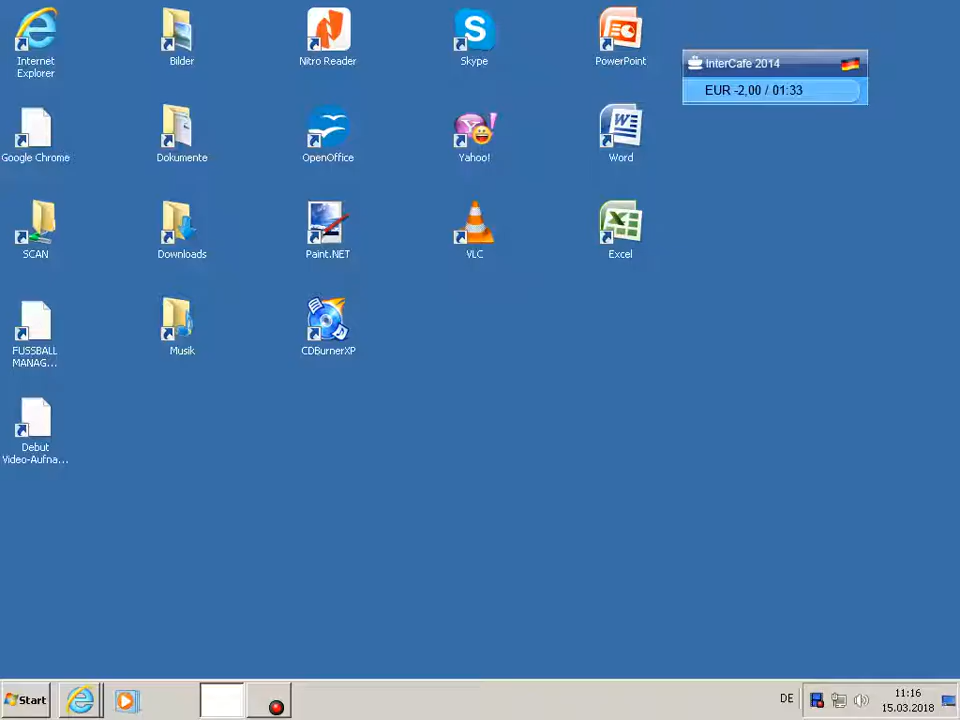 Internet
Explorer
Bilder
Nitro Reader
Skype
PowerPoint
InterCafe 2014
EUR -2,00 / 01:33
Google Chrome
Dokumente
OpenOffice
Yahoo!
Word
SCAN
Downloads
Paint.NET
VLC
Excel
FUSSBALL
MANAG...
Musik
CDBurnerXP
Debut
Video-Aufna...
Start
DE
11:16
15.03.2018